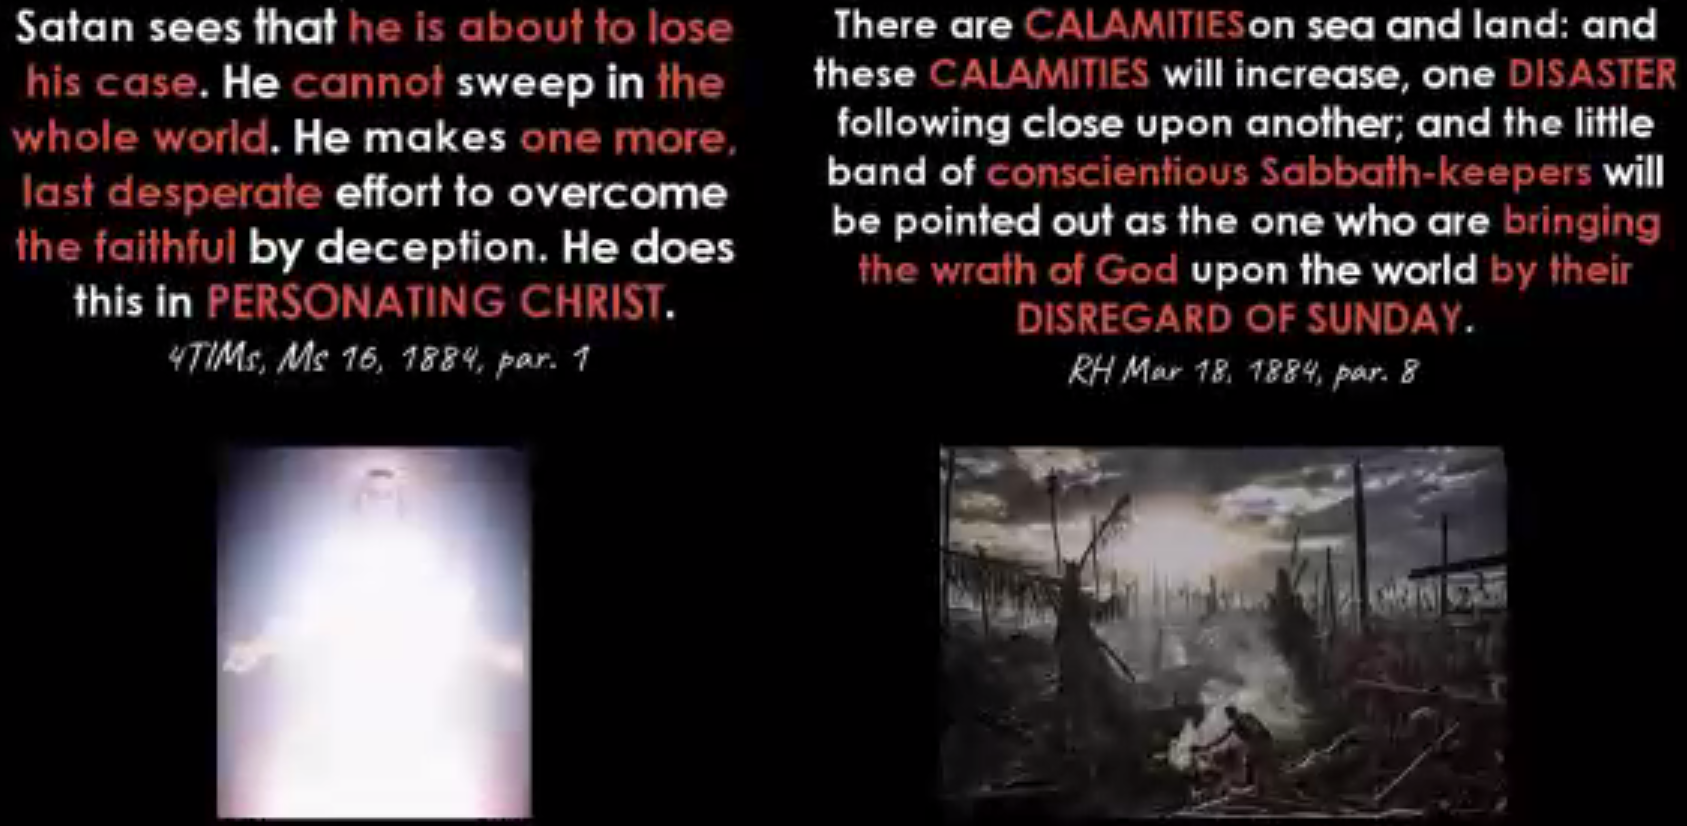 Satan sees that he is about to lose
his case. He cannot sweep in the
whole world. He makes one more,
last desperate effort to overcome
the faithful by deception. He does
this in PERSONATING CHRIST.
4TIMs, Ms 16, 1884, par. 1
There are CALAMITIES on sea and land: and
these CALAMITIES will increase, one DISASTER
following close upon another; and the little
band of conscientious Sabbath-keepers will
be pointed out as the one who are bringing
the wrath of God upon the world by their
DISREGARD OF SUNDAY.
RH Mar 18, 1884, par. 8